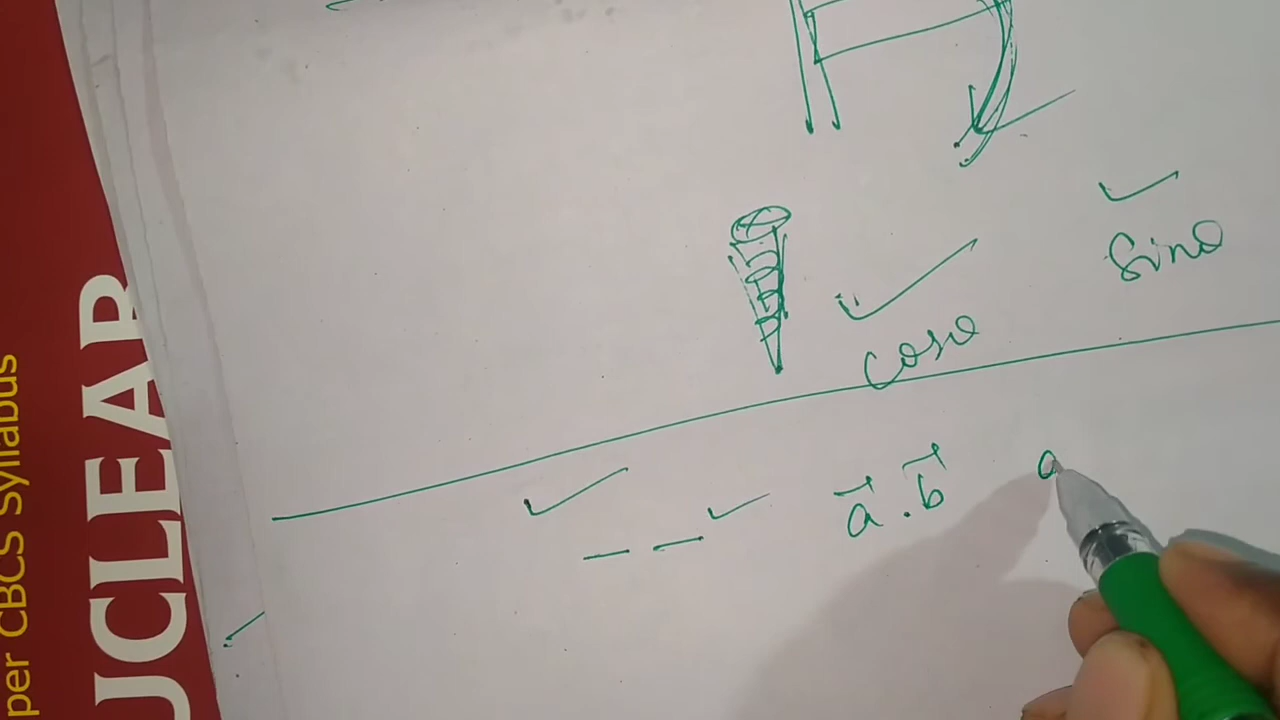 per CBCS Syllabus
UCLEAR
sinθ
cosθ
a⃗ . b⃗ a